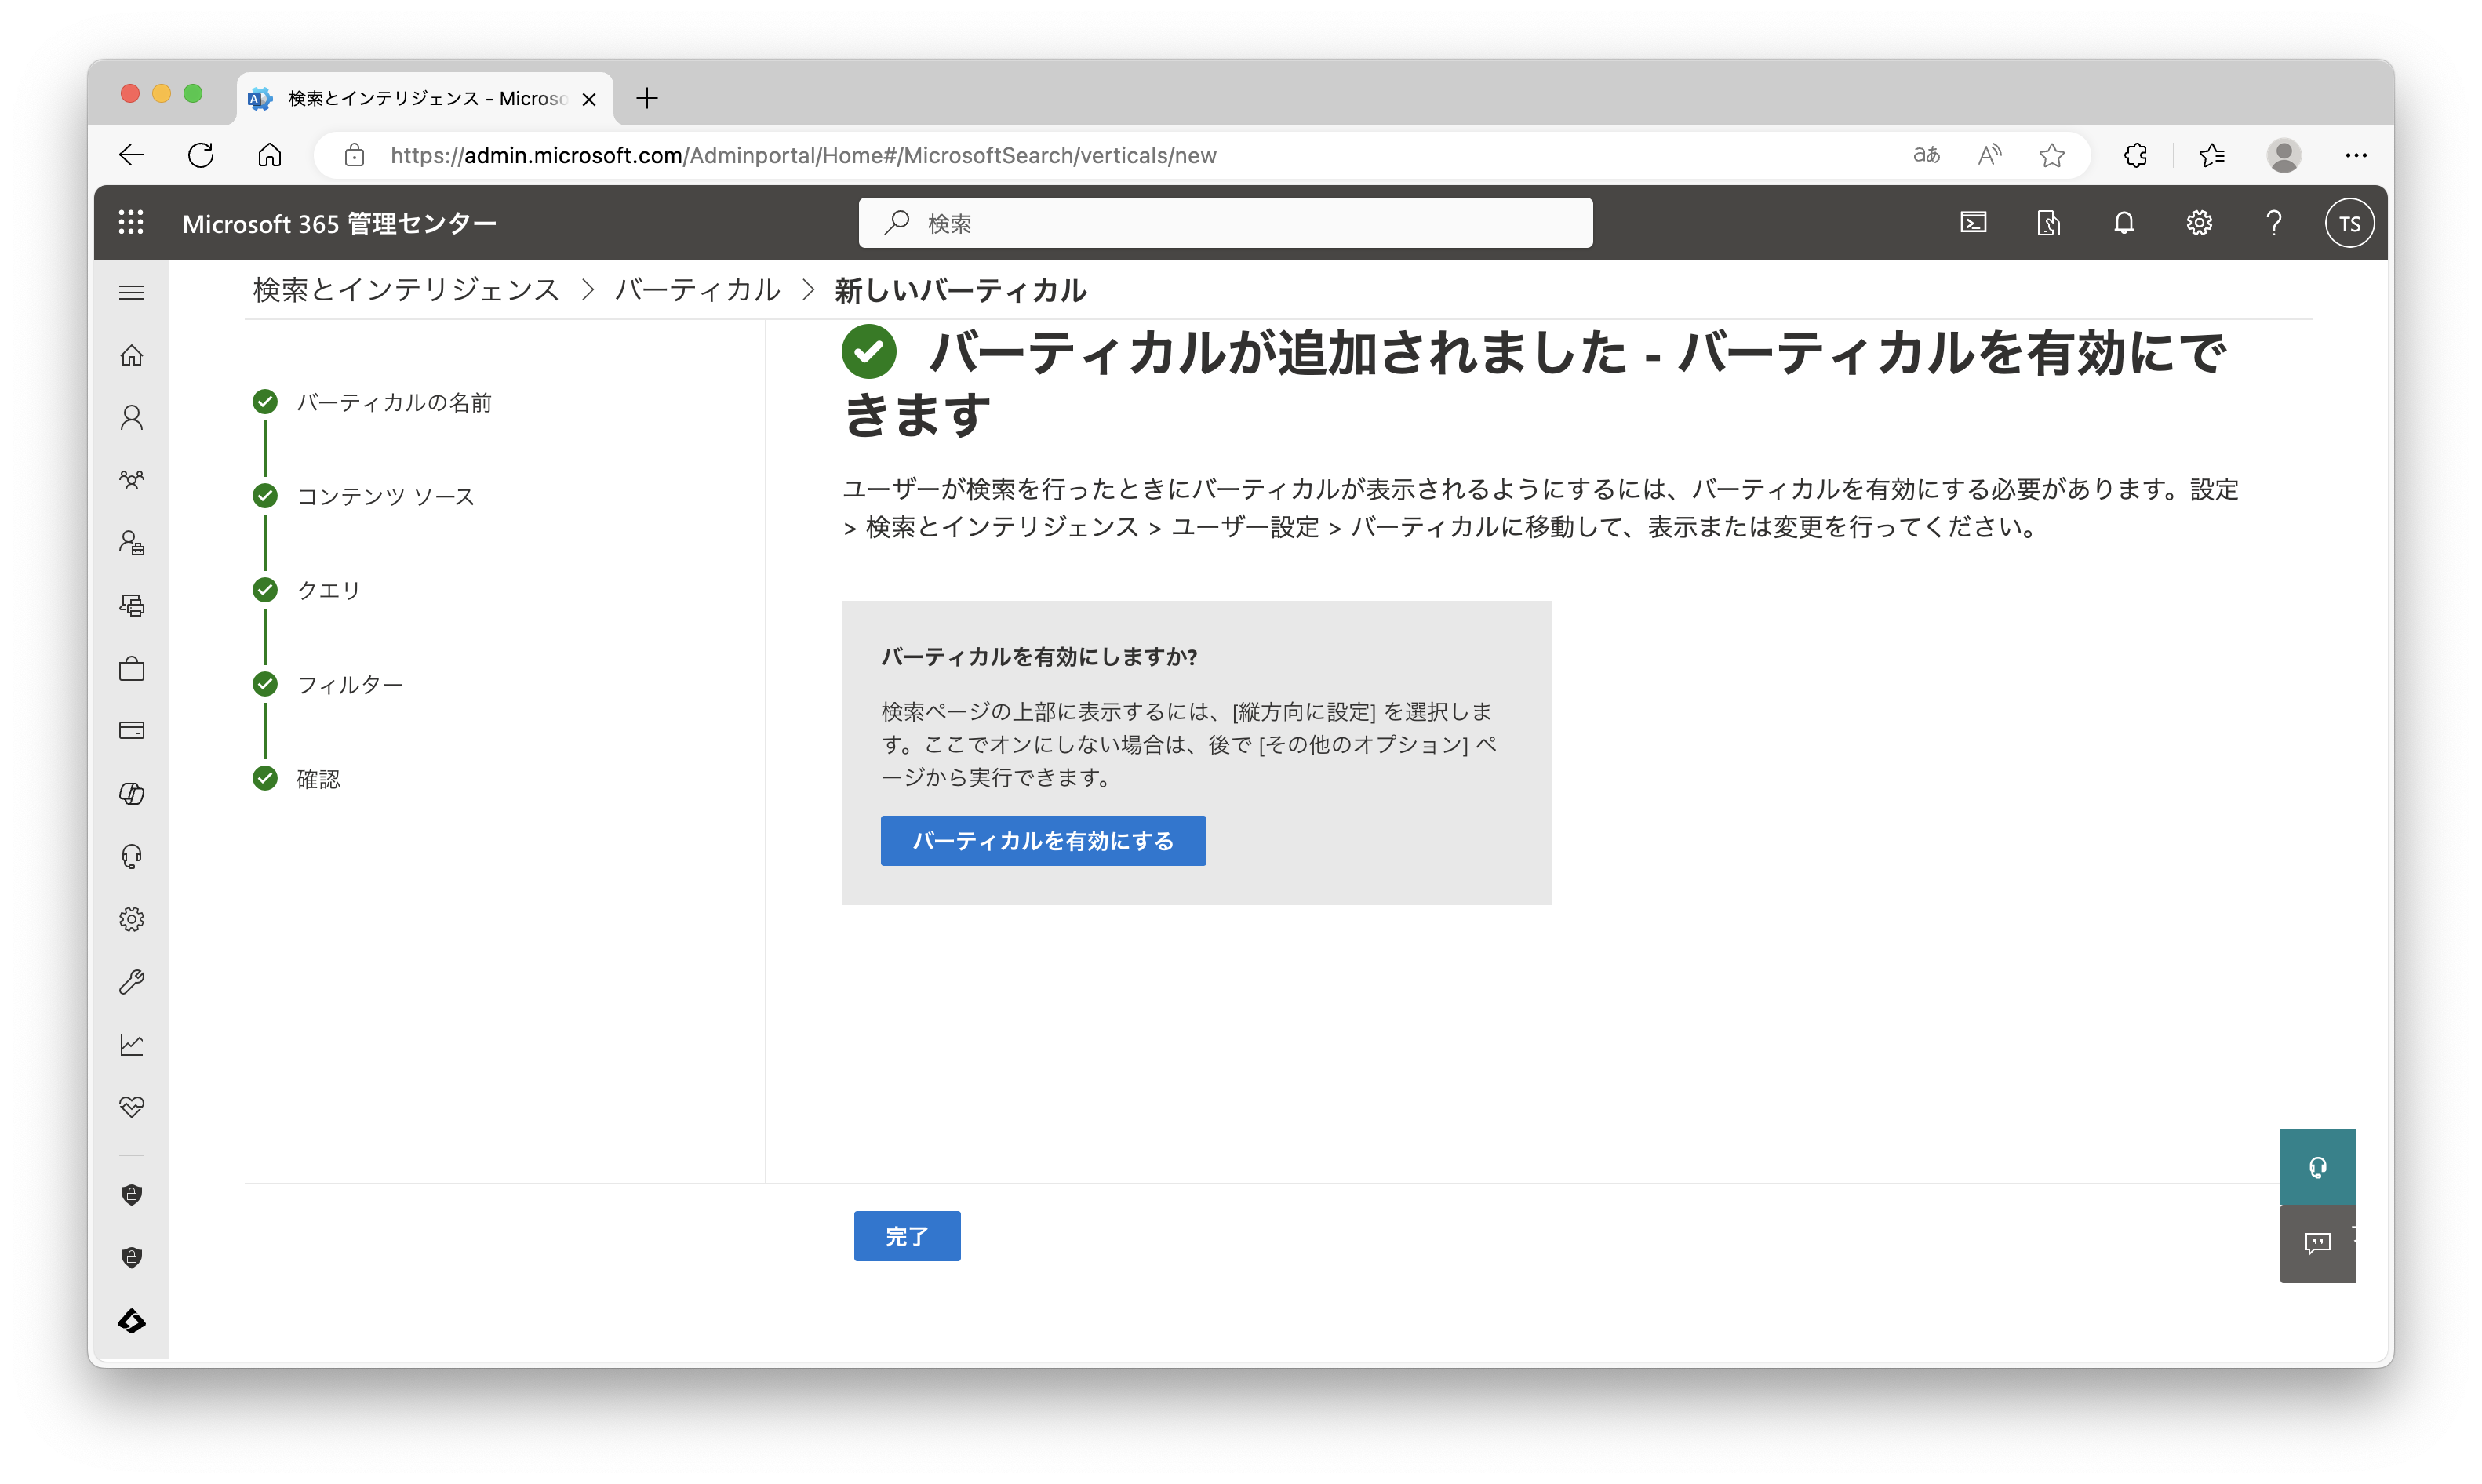 検索とインテリジェンス - Microso
https://admin.microsoft.com/Adminportal/Home#/MicrosoftSearch/verticals/new
aあ
Microsoft 365 管理センター
検索
TS
検索とインテリジェンス > バーティカル > 新しいバーティカル
バーティカルの名前
コンテンツ ソース
クエリ
フィルター
確認
バーティカルが追加されました - バーティカルを有効にで
きます
ユーザーが検索を行ったときにバーティカルが表示されるようにするには、バーティカルを有効にする必要があります。設定
> 検索とインテリジェンス > ユーザー設定 > バーティカルに移動して、表示または変更を行ってください。
バーティカルを有効にしますか?
検索ページの上部に表示するには、[縦方向に設定] を選択しま
す。ここでオンにしない場合は、後で [その他のオプション] ペ
ージから実行できます。
バーティカルを有効にする
完了